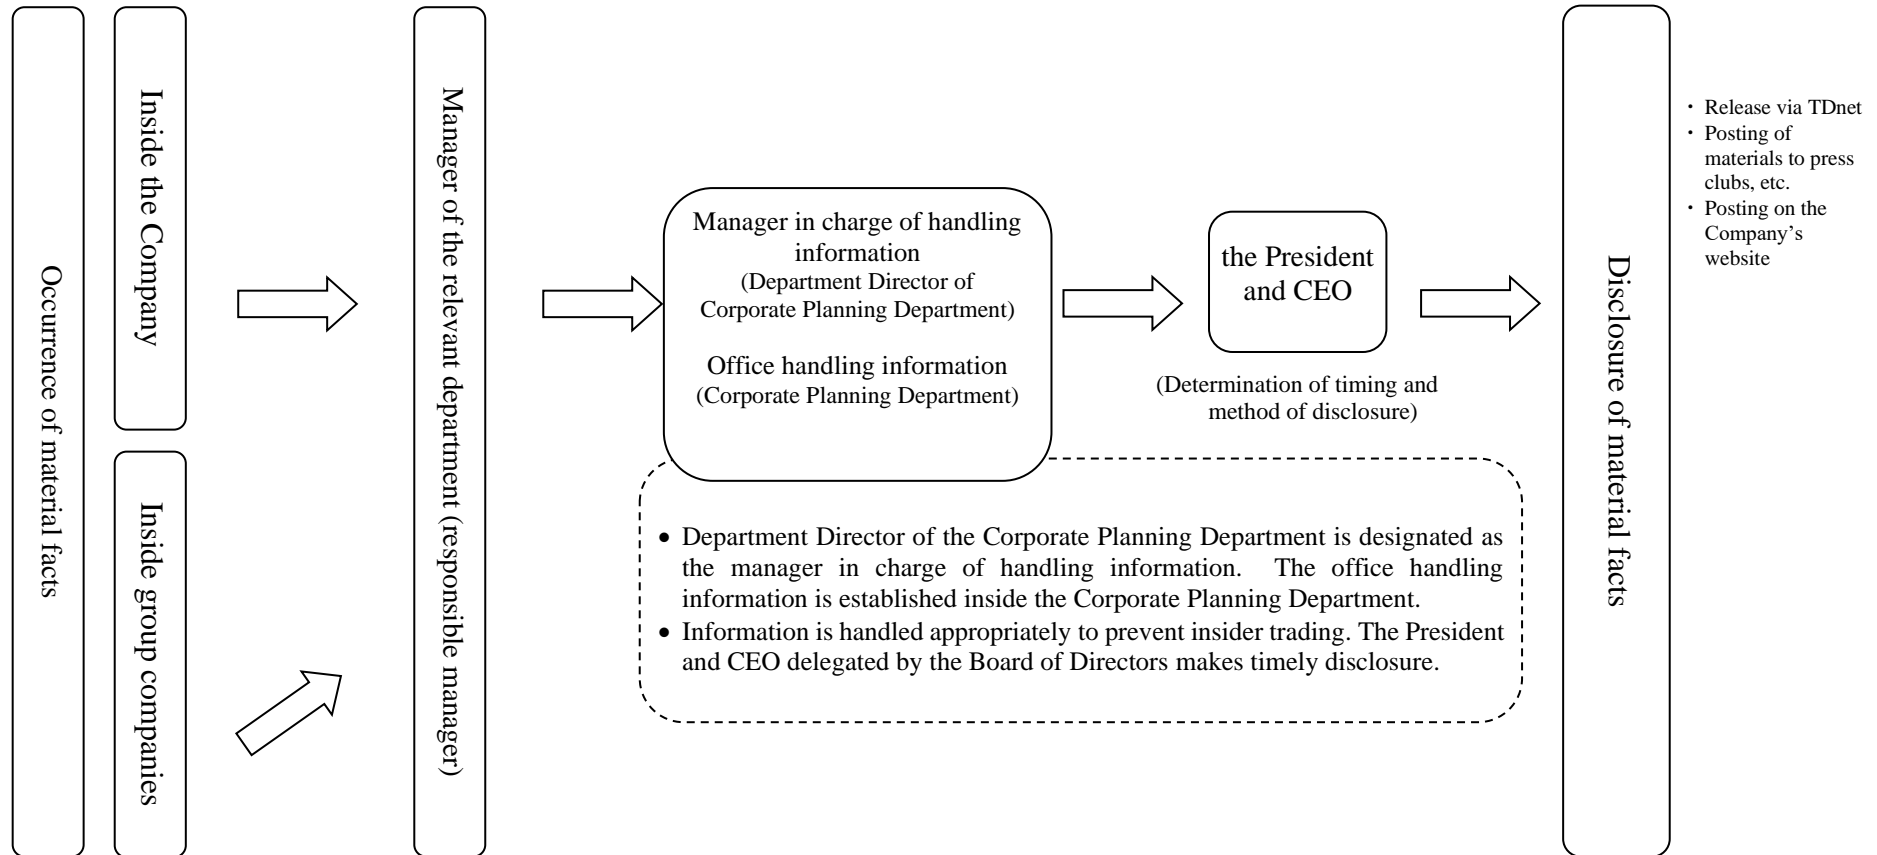 Occurrence of material facts
Inside the Company
Inside group companies
Manager of the relevant department (responsible manager)
Manager in charge of handling
information
(Department Director of
Corporate Planning Department)
Office handling information
(Corporate Planning Department)
the President
and CEO
(Determination of timing and
method of disclosure)
• Department Director of the Corporate Planning Department is designated as
the manager in charge of handling information. The office handling
information is established inside the Corporate Planning Department.
• Information is handled appropriately to prevent insider trading. The President
and CEO delegated by the Board of Directors makes timely disclosure.
Disclosure of material facts
・ Release via TDnet
・ Posting of
materials to press
clubs, etc.
・ Posting on the
Company’s
website